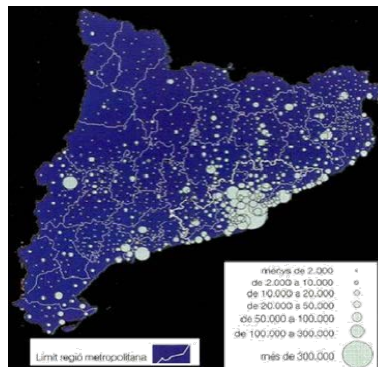 menys de 2.000
de 2.000 a 10.000
de 10.000 a 20.000
de 20.000 a 50.000
de 50.000 a 100.000
de 100.000 a 300.000
més de 300.000
Límit regió metropolitana